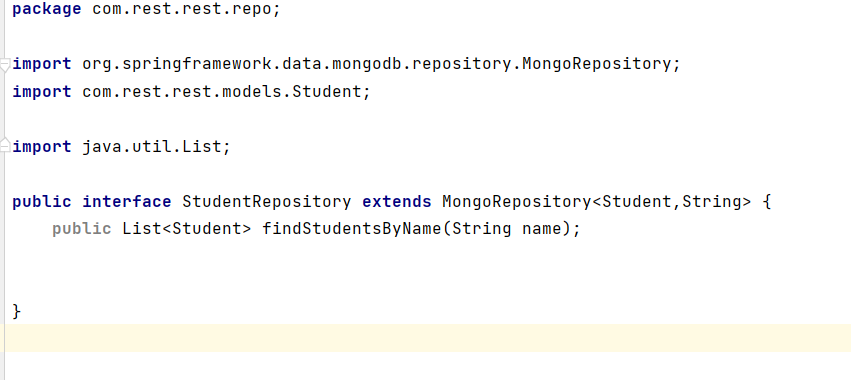 package com.rest.rest.repo;
import org.springframework.data.mongodb.repository.MongoRepository;
import com.rest.rest.models.Student;
import java.util.List;
public interface StudentRepository extends MongoRepository<Student,String> {
    public List<Student> findStudentsByName(String name);
}